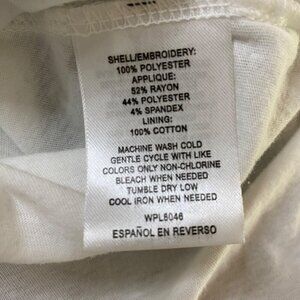 SHELL/EMBROIDERY:
100% POLYESTER
APPLIQUE:
52% RAYON
44% POLYESTER
4% SPANDEX
LINING:
100% COTTON
MACHINE WASH COLD
GENTLE CYCLE WITH LIKE
COLORS ONLY NON-CHLORINE
BLEACH WHEN NEEDED
TUMBLE DRY LOW
COOL IRON WHEN NEEDED
WPL8046
ESPAÑOL EN REVERSO